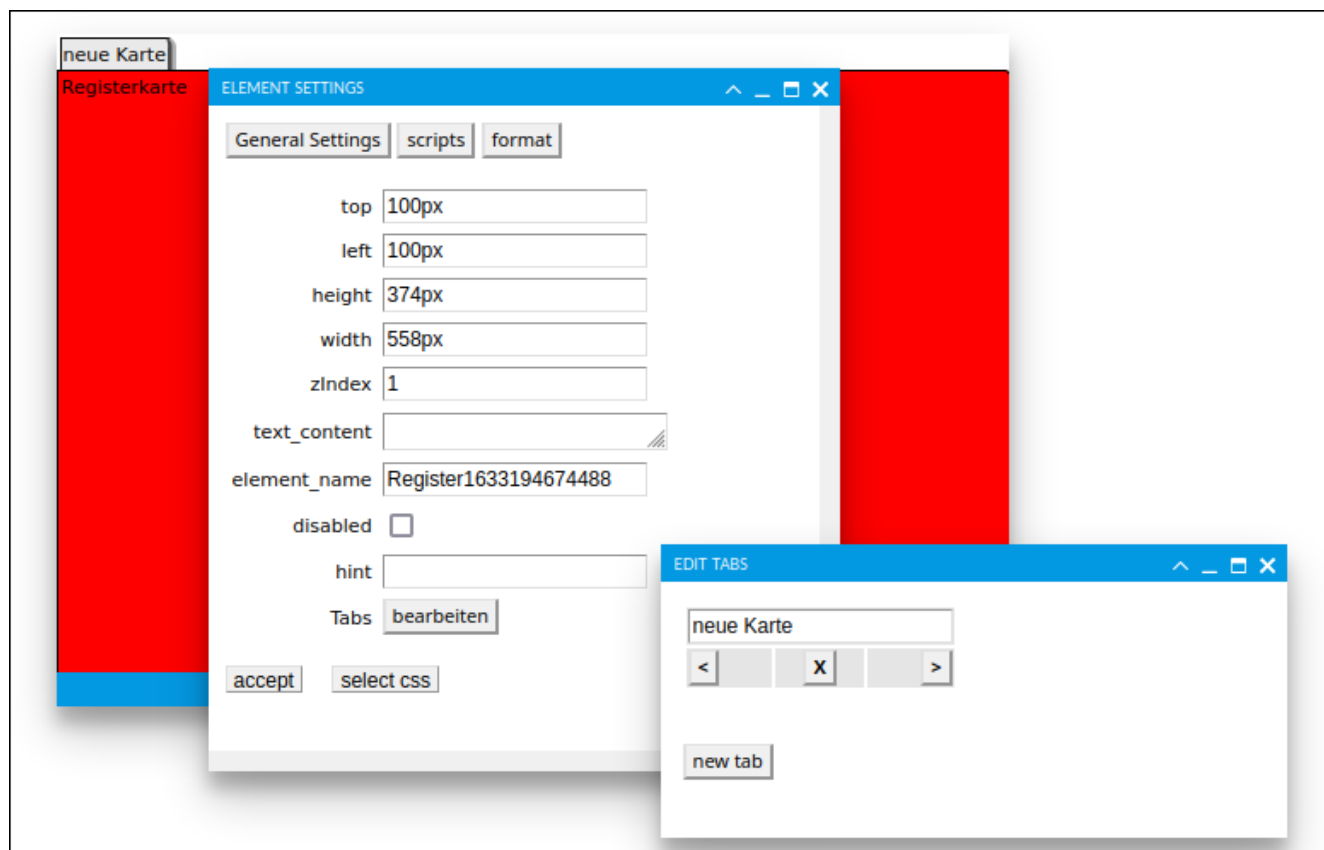 neue Karte
Registerkarte
ELEMENT SETTINGS
General Settings scripts format
top 100px
left 100px
height 374px
width 558px
zIndex 1
text_content
element_name Register1633194674488
disabled
hint
Tabs bearbeiten
accept select css
EDIT TABS
neue Karte
< X >
new tab